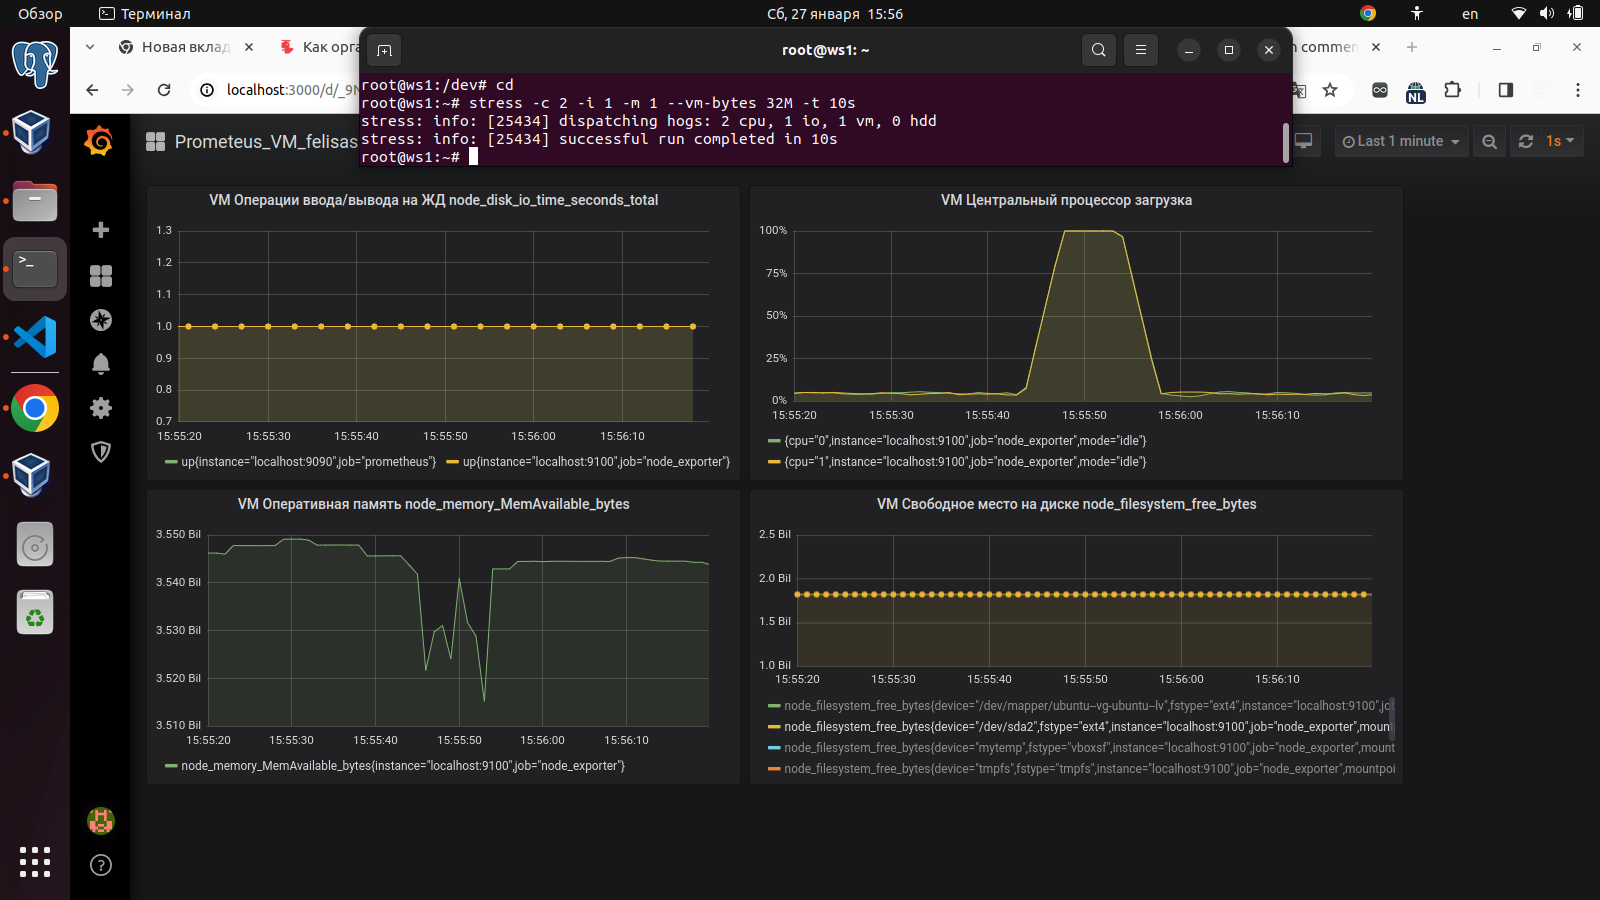 Обзор
Терминал
Сб, 27 января 15:56
en
Новая вклад
Как орга
root@ws1: ~
n commen
localhost:3000/d/_9N
NL
root@ws1:/dev# cd
root@ws1:~# stress -c 2 -i 1 -m 1 --vm-bytes 32M -t 10s
stress: info: [25434] dispatching hogs: 2 cpu, 1 io, 1 vm, 0 hdd
stress: info: [25434] successful run completed in 10s
root@ws1:~#
Prometeus_VM_felisas
Last 1 minute
1s
VM Операции ввода/вывода на ЖД node_disk_io_time_seconds_total
1.3
1.2
1.1
1.0
0.9
0.8
0.7
15:55:20 15:55:30 15:55:40 15:55:50 15:56:00 15:56:10
up{instance="localhost:9090",job="prometheus"} up{instance="localhost:9100",job="node_exporter"}
VM Центральный процессор загрузка
100%
75%
50%
25%
0%
15:55:20 15:55:30 15:55:40 15:55:50 15:56:00 15:56:10
{cpu="0",instance="localhost:9100",job="node_exporter",mode="idle"}
{cpu="1",instance="localhost:9100",job="node_exporter",mode="idle"}
VM Оперативная память node_memory_MemAvailable_bytes
3.550 Bil
3.540 Bil
3.530 Bil
3.520 Bil
3.510 Bil
15:55:20 15:55:30 15:55:40 15:55:50 15:56:00 15:56:10
node_memory_MemAvailable_bytes{instance="localhost:9100",job="node_exporter"}
VM Свободное место на диске node_filesystem_free_bytes
2.5 Bil
2.0 Bil
1.5 Bil
1.0 Bil
15:55:20 15:55:30 15:55:40 15:55:50 15:56:00 15:56:10
node_filesystem_free_bytes{device="/dev/mapper/ubuntu--vg-ubuntu--lv",fstype="ext4",instance="localhost:9100",jo
node_filesystem_free_bytes{device="/dev/sda2",fstype="ext4",instance="localhost:9100",job="node_exporter",moun
node_filesystem_free_bytes{device="mytemp",fstype="vboxsf",instance="localhost:9100",job="node_exporter",mount
node_filesystem_free_bytes{device="tmpfs",fstype="tmpfs",instance="localhost:9100",job="node_exporter",mountpoi